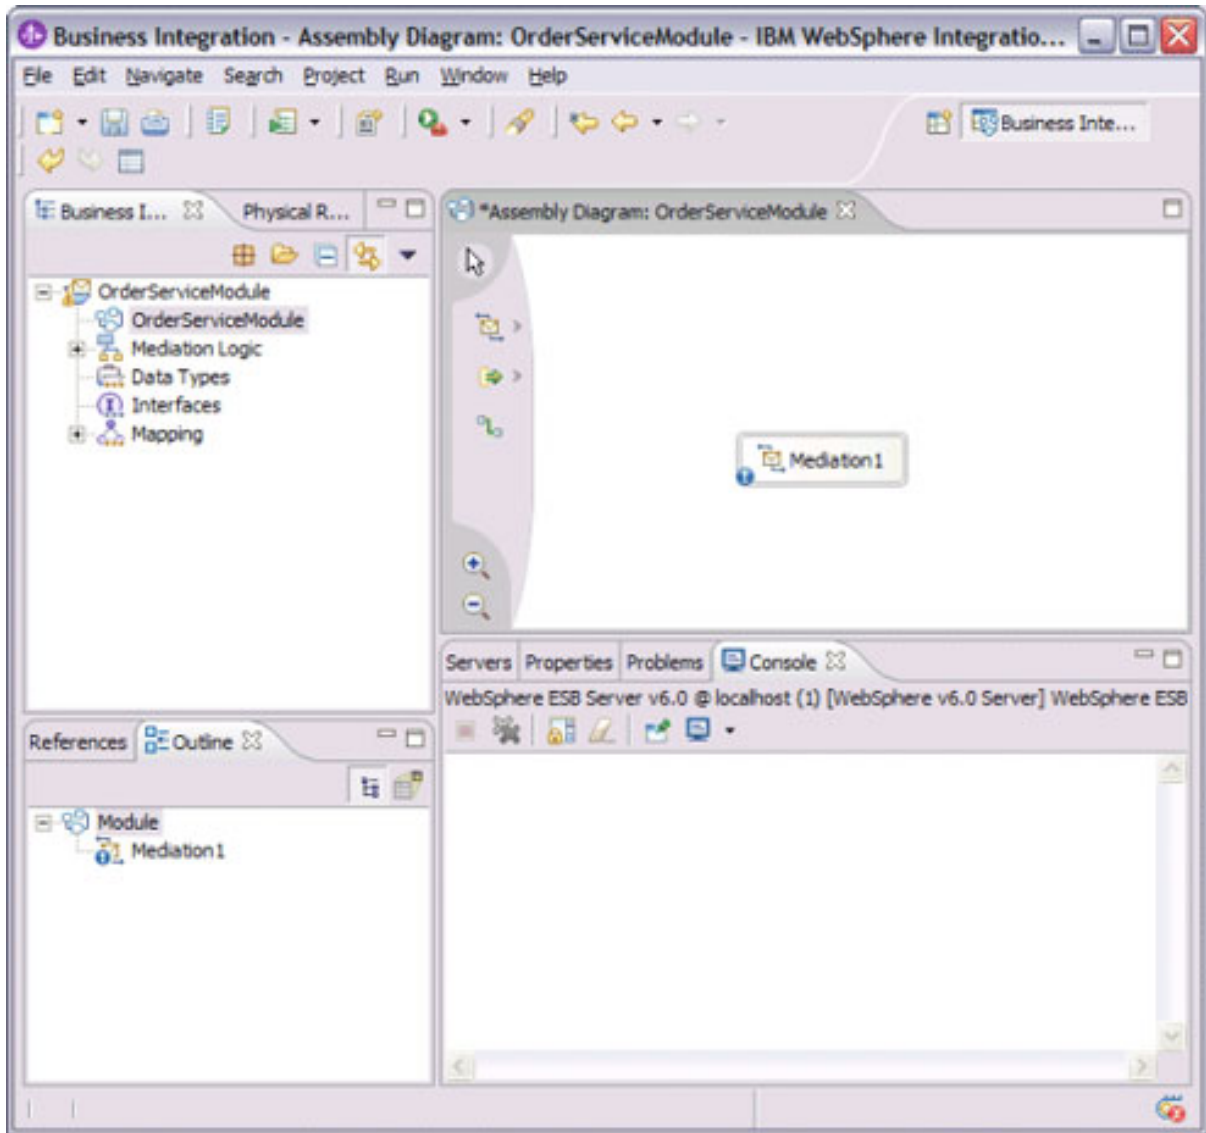 Business Integration - Assembly Diagram: OrderServiceModule - IBM WebSphere Integratio...
File Edit Navigate Search Project Run Window Help
Business Inte...
Business I... Physical R...
OrderServiceModule
OrderServiceModule
Mediation Logic
Data Types
Interfaces
Mapping
*Assembly Diagram: OrderServiceModule
Mediation1
Servers Properties Problems Console
WebSphere ESB Server v6.0 @ localhost (1) [WebSphere v6.0 Server] WebSphere ESB
References Outline
Module
Mediation1